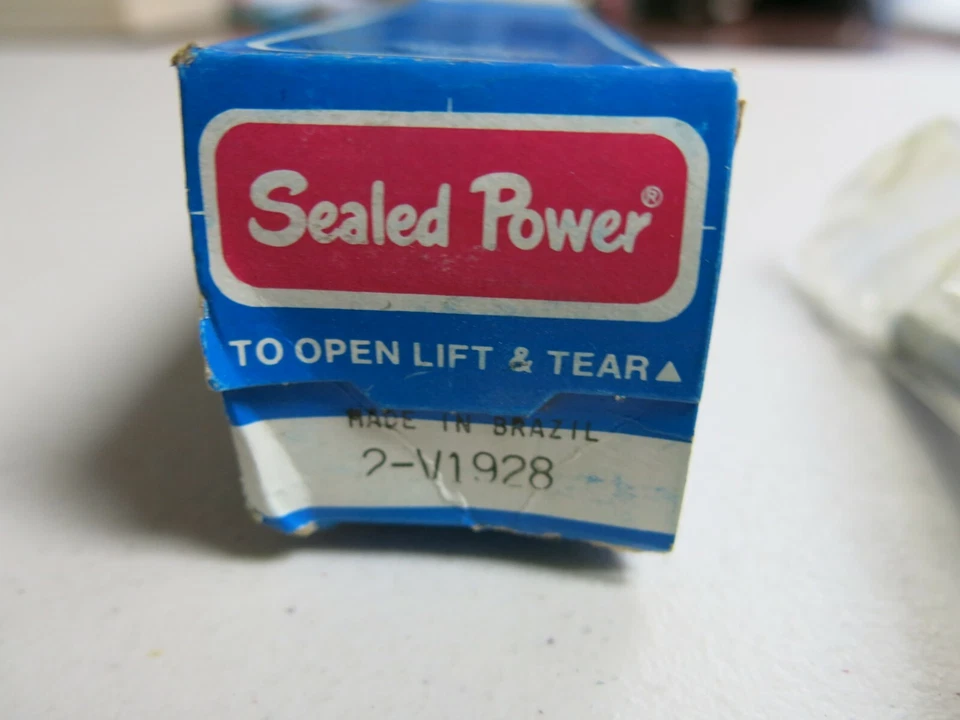 Sealed Power®
TO OPEN LIFT & TEAR▲
MADE IN BRAZIL
2-V1928